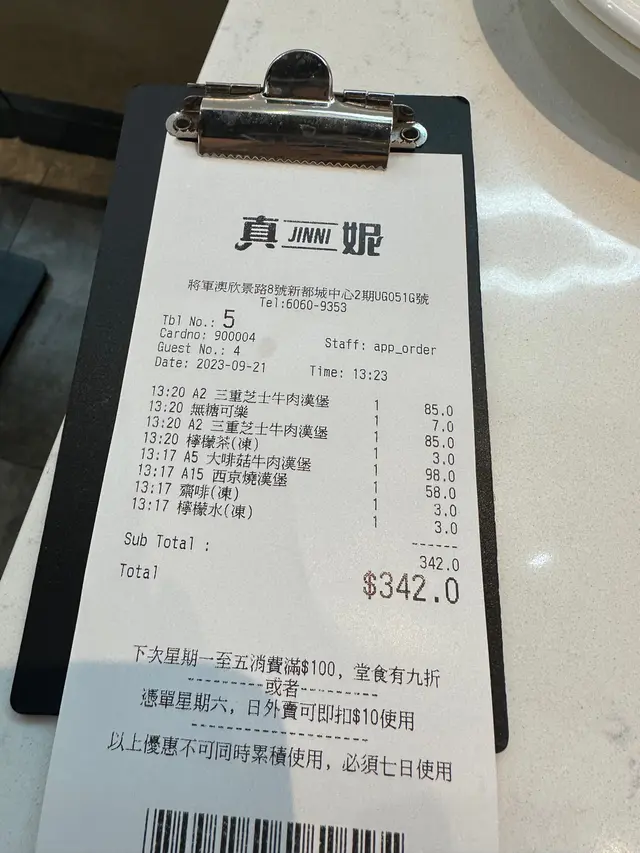 真 JINNI 妮
將軍澳欣景路8號新都城中心2期UG051G號
Tel:6060-9353
Tbl No.: 5
Cardno: 900004
Staff: app_order
Guest No.: 4
Date: 2023-09-21 Time: 13:23
13:20 A2 三重芝士牛肉漢堡 1 85.0
13:20 無糖可樂 1 7.0
13:20 A2 三重芝士牛肉漢堡 1 85.0
13:20 檸檬茶(凍) 1 3.0
13:17 A5 大啡菇牛肉漢堡 1 98.0
13:17 A15 西京燒漢堡 1 58.0
13:17 齋啡(凍) 1 3.0
13:17 檸檬水(凍) 1 3.0
------
Sub Total : 342.0
Total $342.0
下次星期一至五消費滿$100, 堂食有九折
---------或者---------
憑單星期六, 日外賣可即扣$10使用
--------------------
以上優惠不可同時累積使用, 必須七日使用